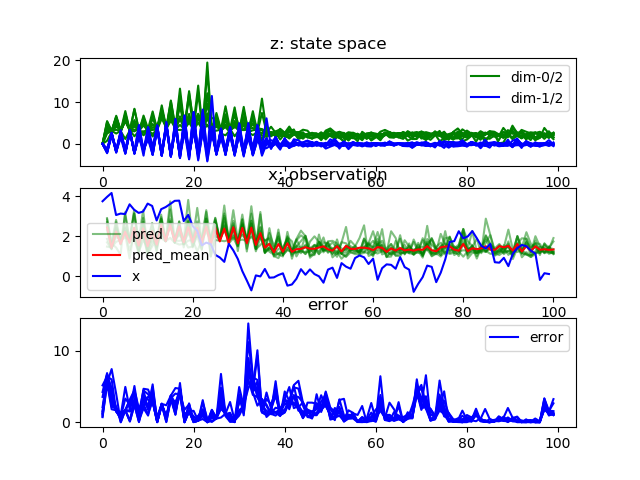 z: state space
20
10
0
dim-0/2
dim-1/2
0 20 40 60 80 100
x: observation
4
2
0
pred
pred_mean
x
0 20 40 60 80 100
error
10
0
error
0 20 40 60 80 100